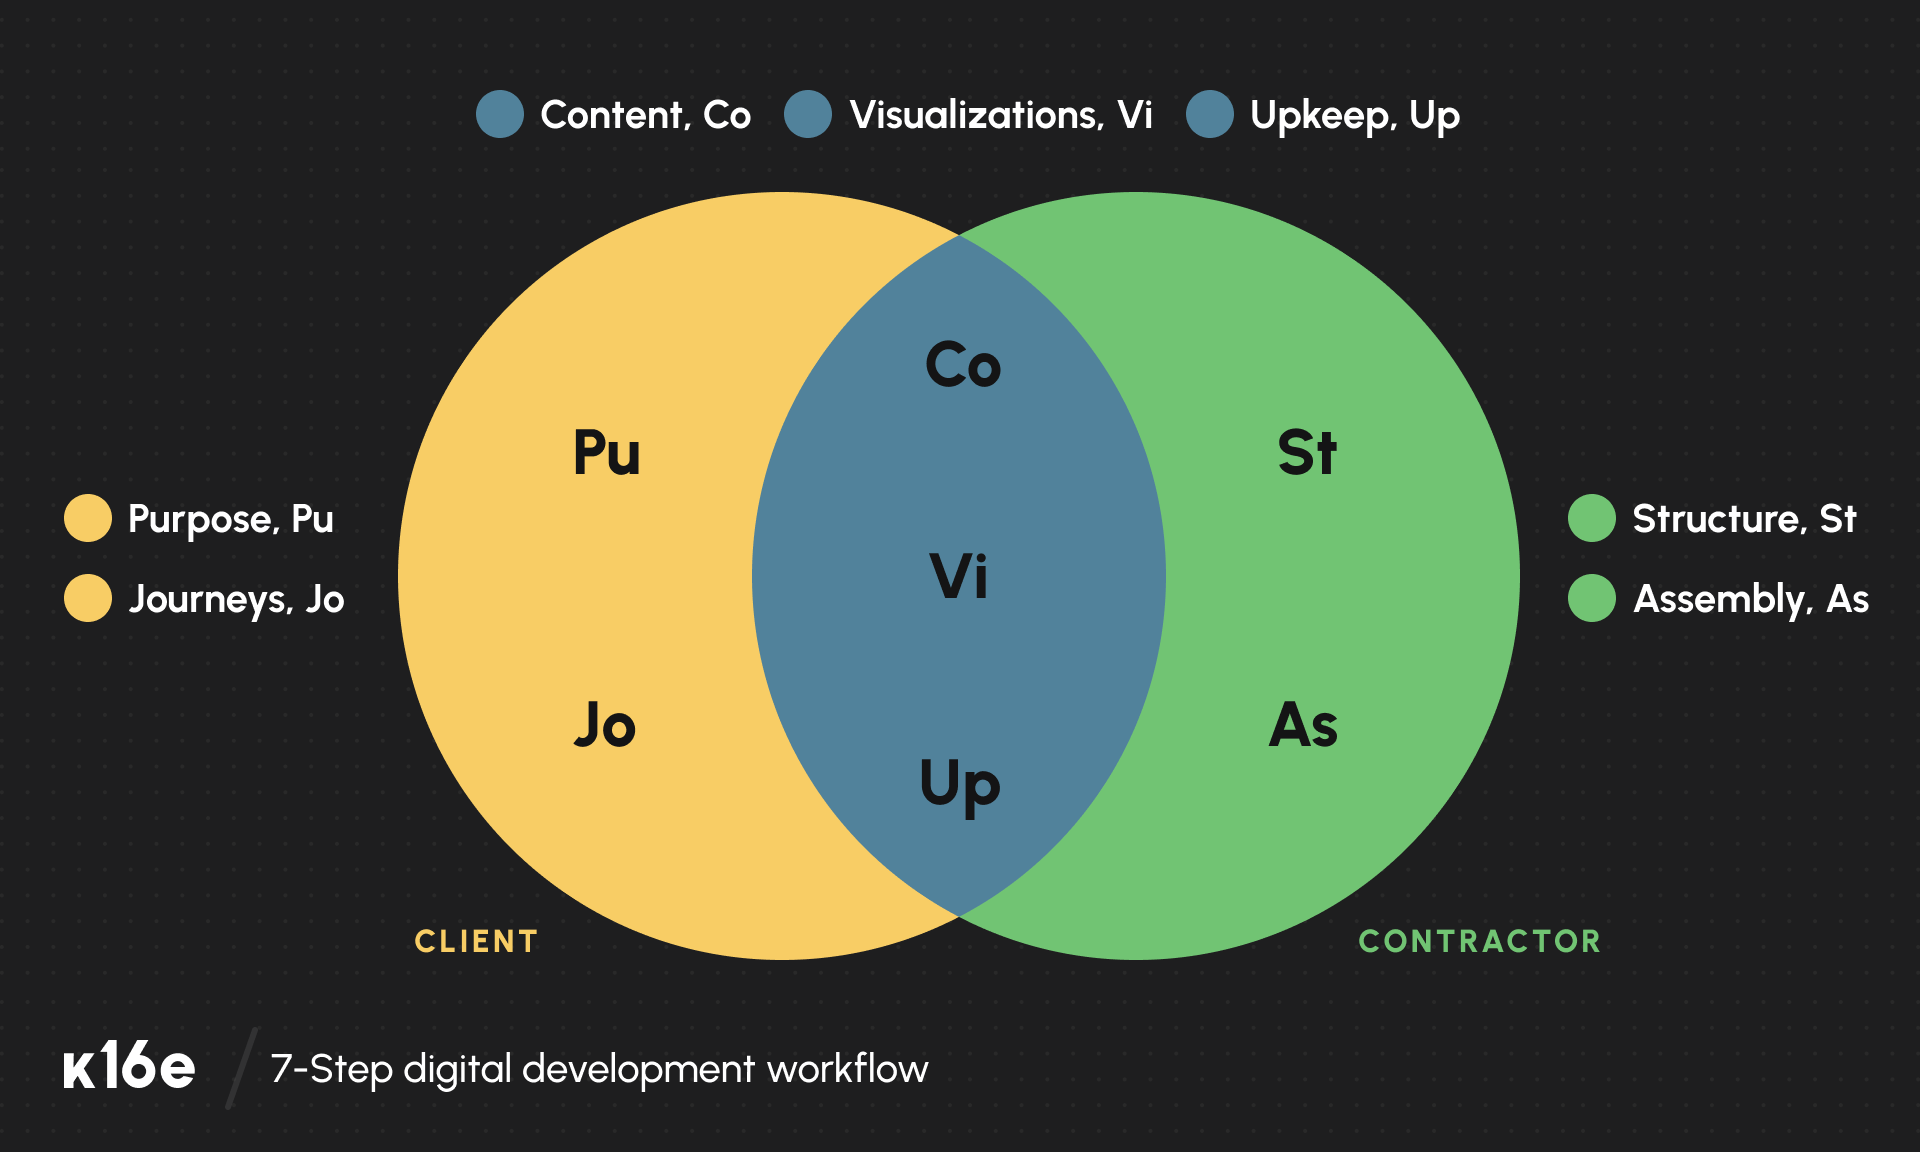 Content, Co
Visualizations, Vi
Upkeep, Up
Purpose, Pu
Journeys, Jo
Pu
Jo
Co
Vi
Up
St
As
Structure, St
Assembly, As
CLIENT
CONTRACTOR
к16e
7-Step digital development workflow